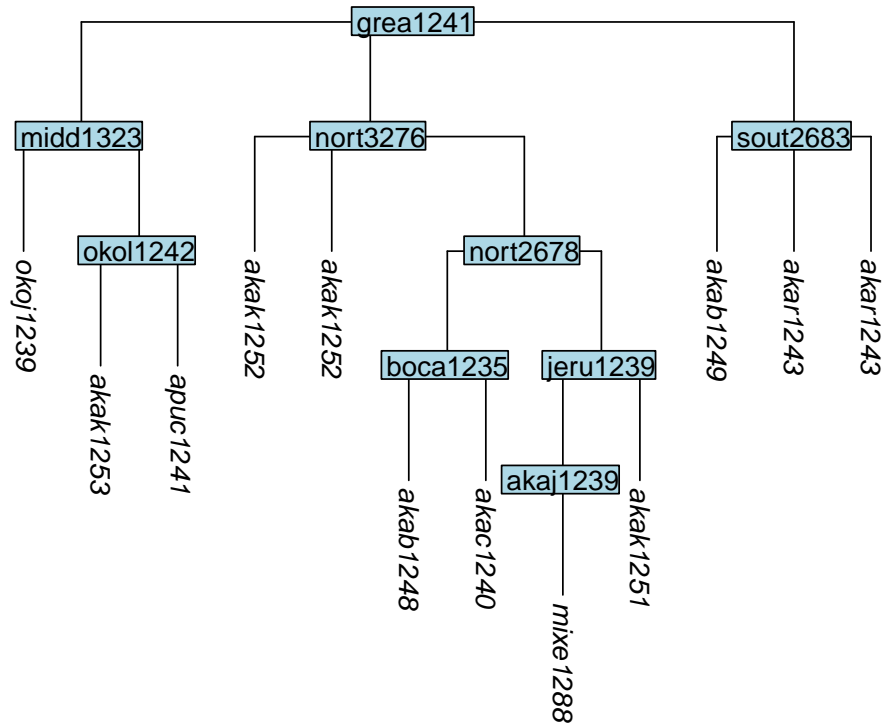 grea1241
midd1323
nort3276
sout2683
okol1242
nort2678
okoj1239
akak1252
akak1252
akab1249
akar1243
akar1243
boca1235
jeru1239
akak1253
apuc1241
akaj1239
akab1248
akac1240
akak1251
mixe1288